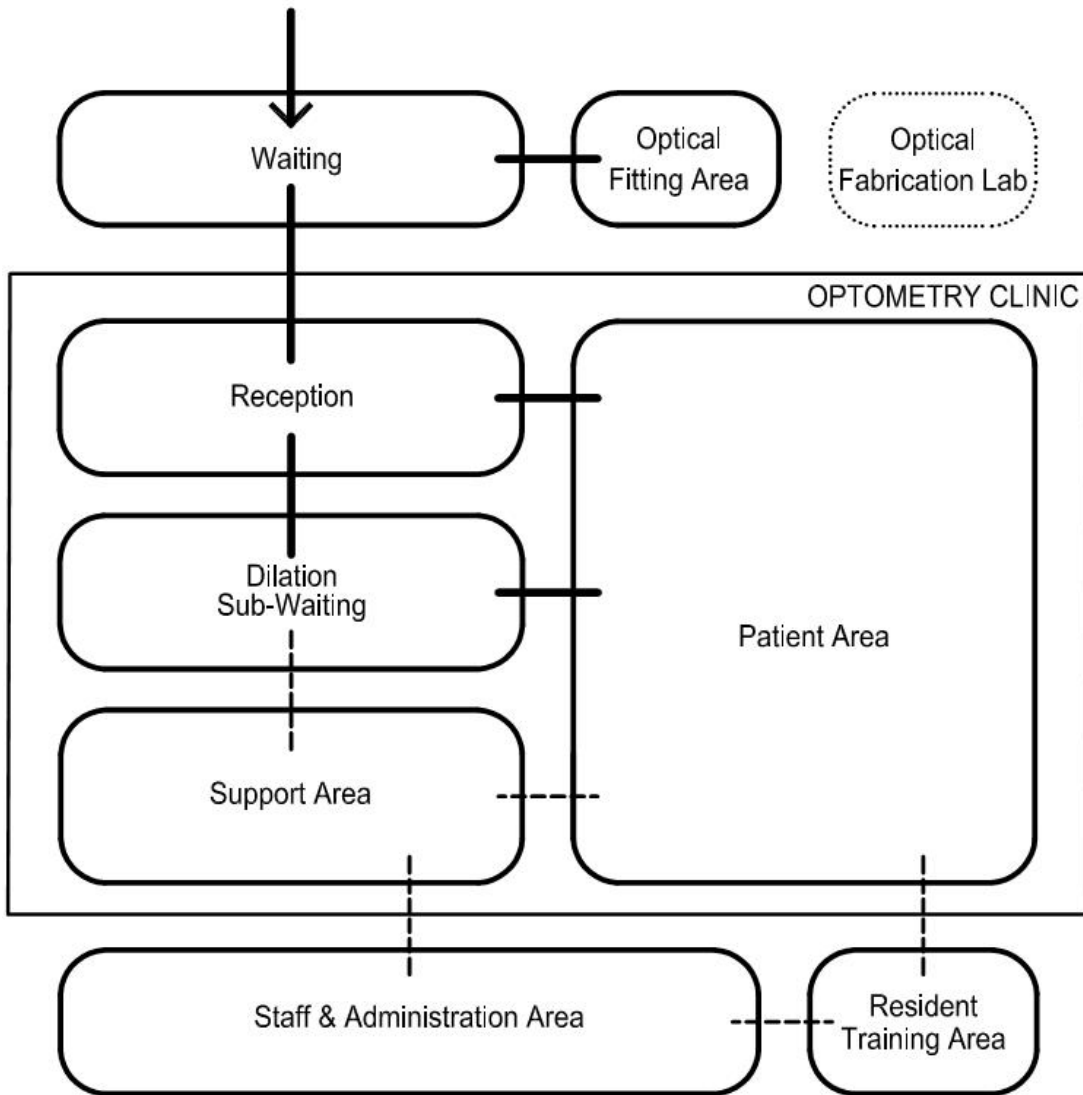 Waiting
Optical
Fitting Area
Optical
Fabrication Lab
OPTOMETRY CLINIC
Reception
Dilation
Sub-Waiting
Patient Area
Support Area
Staff & Administration Area
Resident
Training Area